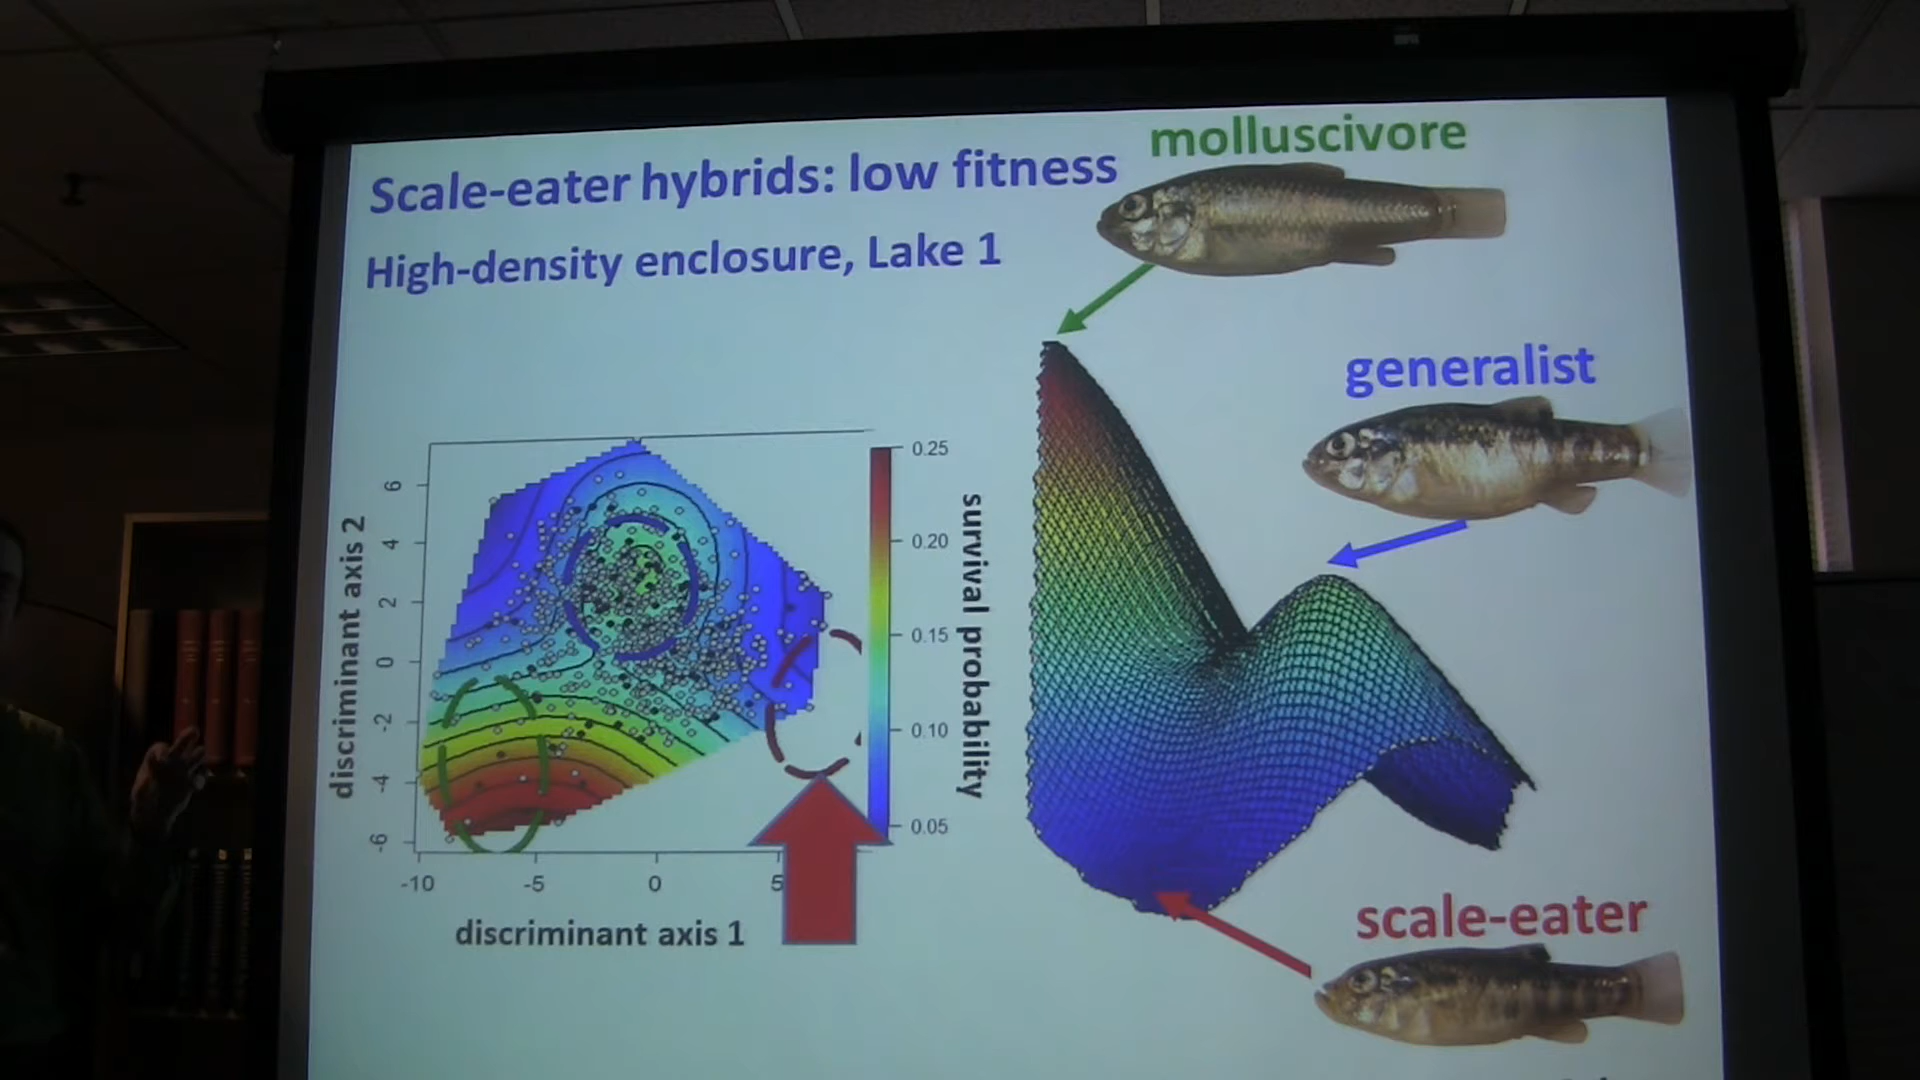 Scale-eater hybrids: low fitness
High-density enclosure, Lake 1
molluscivore
generalist
scale-eater
discriminant axis 2
6
4
2
0
-2
-4
-6
-10
-5
0
5
discriminant axis 1
0.25
0.20
0.15
0.10
0.05
survival probability